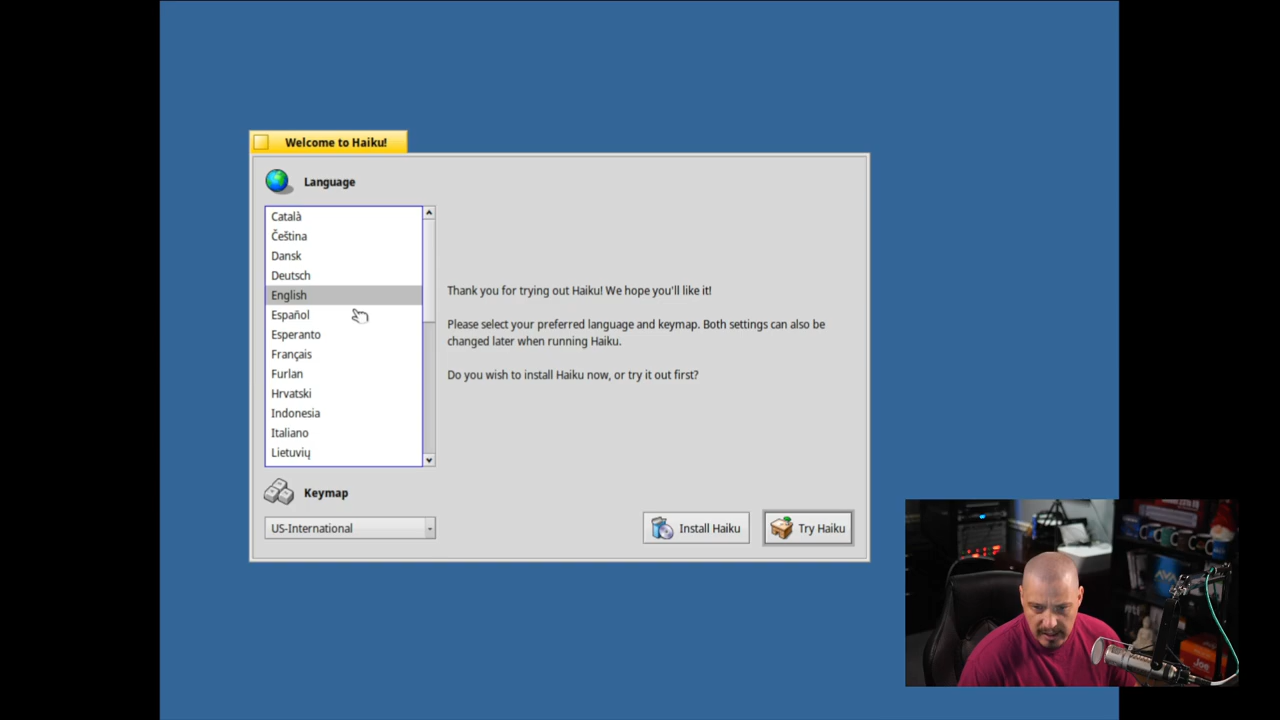 Welcome to Haiku!
Language
Català
Čeština
Dansk
Deutsch
English
Español
Esperanto
Français
Furlan
Hrvatski
Indonesia
Italiano
Lietuvių
Thank you for trying out Haiku! We hope you'll like it!
Please select your preferred language and keymap. Both settings can also be
changed later when running Haiku.
Do you wish to install Haiku now, or try it out first?
Keymap
US-International
Install Haiku
Try Haiku